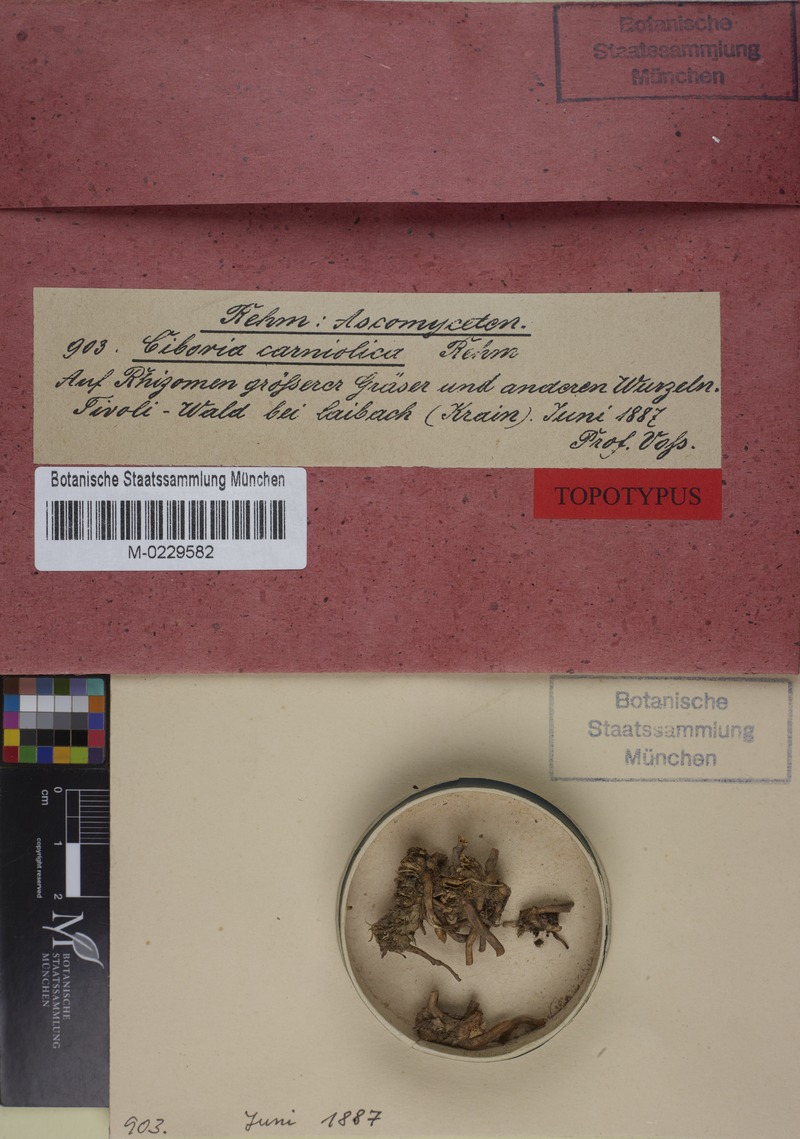 Botanische
Staatssammlung
München
Rehm: Ascomyceten.
903. Ciboria carniolica Rehm
Auf Rhizomen größerer Gräser und anderen Wurzeln.
Tivoli-Wald bei Laibach (Krain). Juni 1887
Prof. Voß.
Botanische Staatssammlung München
M-0229582
TOPOTYPUS
Botanische
Staatssammlung
München
0 1 2
cm
copyright reserved
BOTANISCHE
STAATSSAMMLUNG
MÜNCHEN
903. Juni 1887